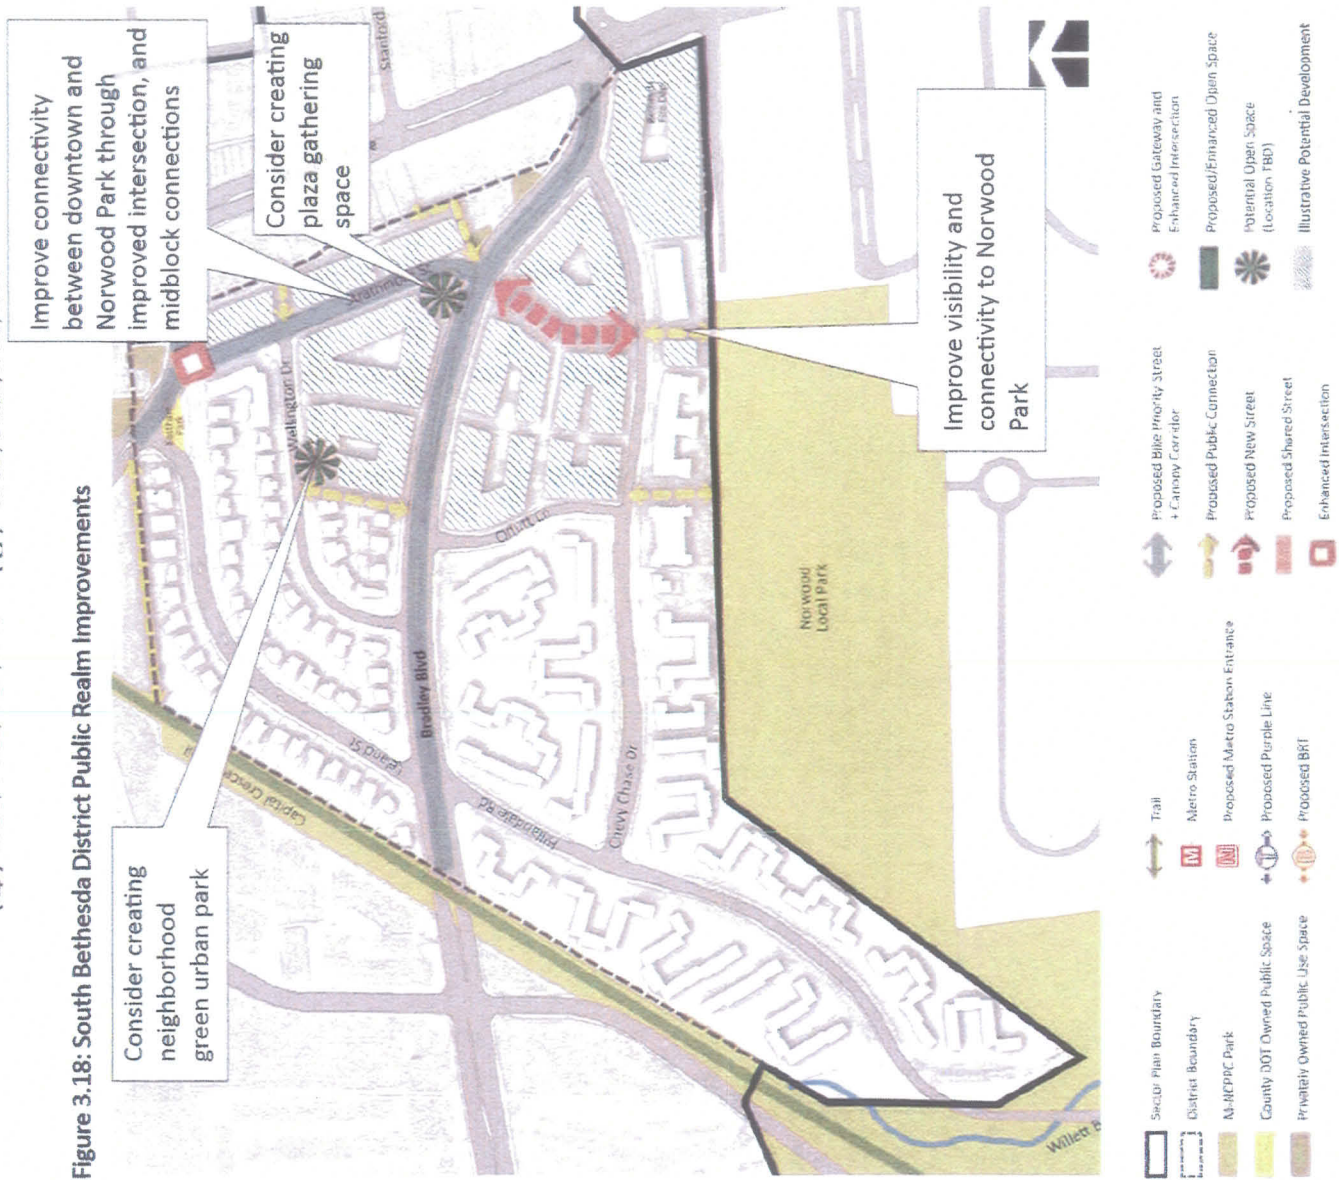 Figure 3.18: South Bethesda District Public Realm Improvements
Improve connectivity
between downtown and
Norwood Park through
improved intersection, and
midblock connections
Consider creating
plaza gathering
space
Consider creating
neighborhood
green urban park
Improve visibility and
connectivity to Norwood
Park
Stanford
Wellington Dr
Leland St
Bradley Blvd
Offutt Ln
Hillandale Rd
Chevy Chase Dr
Capital Cresce
Norwood
Local Park
Willett B
Sector Plan Boundary
District Boundary
M-NCPPC Park
County DOT Owned Public Space
Privately Owned Public Use Space
Trail
M Metro Station
Proposed Metro Station Entrance
Proposed Purple Line
Proposed BRT
Proposed Bike Priority Street
+ Canopy Corridor
Proposed Public Connection
Proposed New Street
Proposed Shared Street
Enhanced Intersection
Proposed Gateway and
Enhanced Intersection
Proposed/Enhanced Open Space
Potential Open Space
(Location TBD)
Illustrative Potential Development